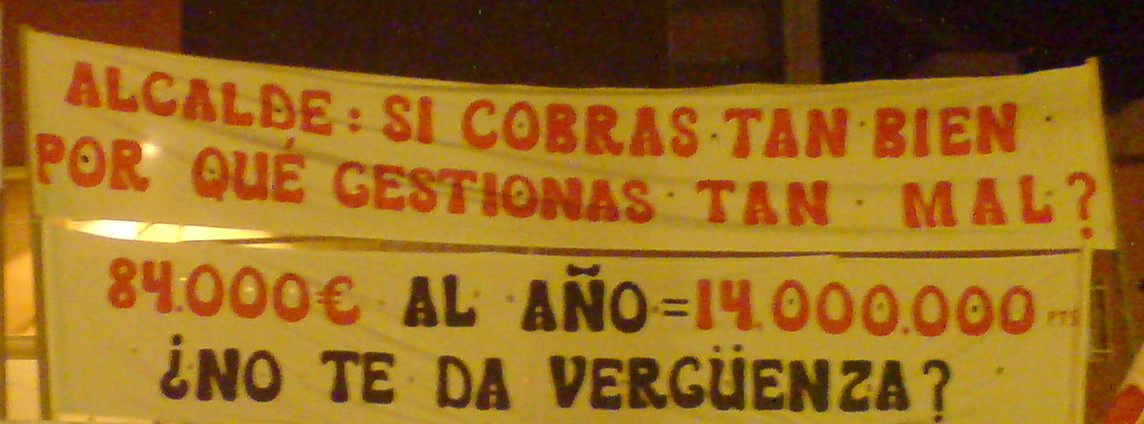 ALCALDE: SI COBRAS TAN BIEN
POR QUÉ GESTIONAS TAN MAL?
84.000€ AL AÑO = 14.000.000 PTS
¿NO TE DA VERGÜENZA?